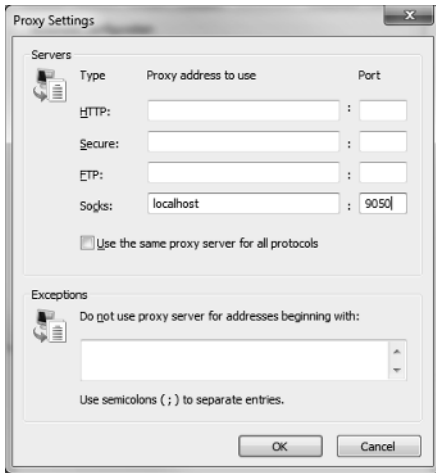 Proxy Settings
Servers
Type Proxy address to use Port
HTTP: :
Secure: :
FTP: :
Socks: localhost : 9050
Use the same proxy server for all protocols
Exceptions
Do not use proxy server for addresses beginning with:
Use semicolons ( ; ) to separate entries.
OK Cancel